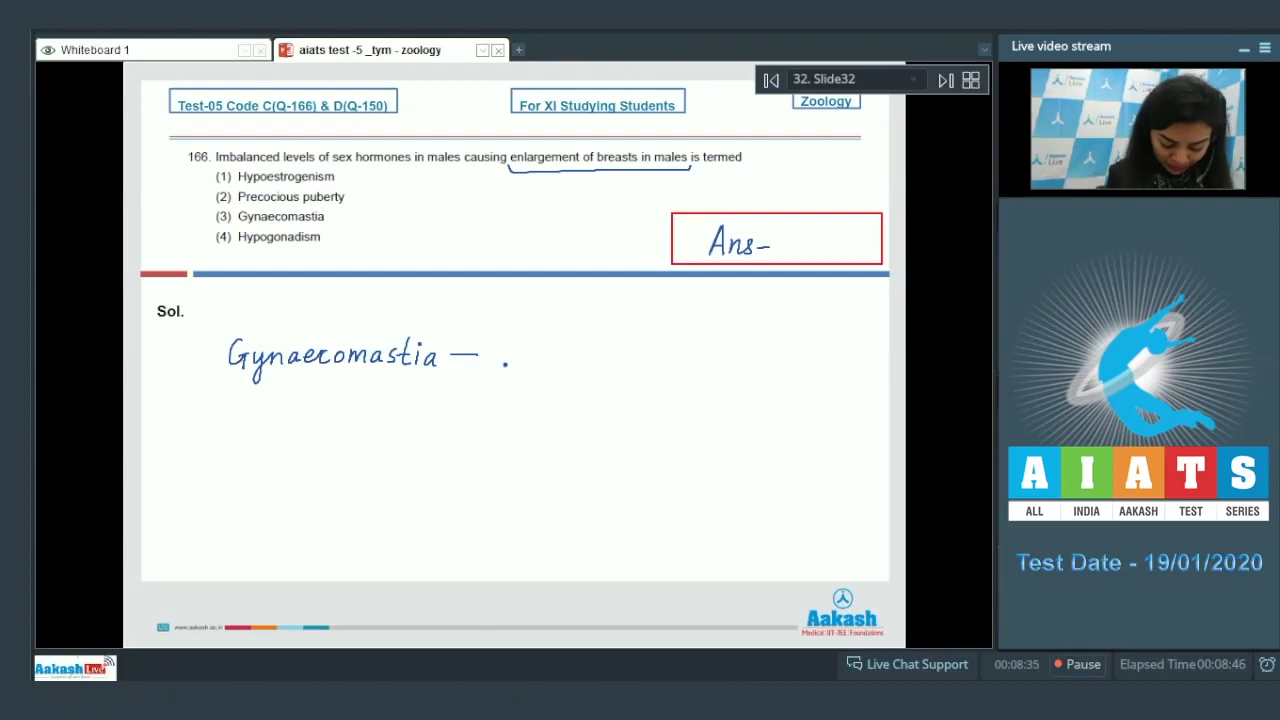 Whiteboard 1
aiats test -5 _tym - zoology
Live video stream
32. Slide32
Test-05 Code C(Q-166) & D(Q-150)
For XI Studying Students
Zoology
166. Imbalanced levels of sex hormones in males causing enlargement of breasts in males is termed
(1) Hypoestrogenism
(2) Precocious puberty
(3) Gynaecomastia
(4) Hypogonadism
Ans-
Sol.
Gynaecomastia — .
A I A T S
ALL INDIA AAKASH TEST SERIES
Test Date - 19/01/2020
www.aakash.ac.in
Aakash
Medical|IIT-JEE|Foundations
Aakash Live
Live Chat Support
00:08:35
Pause
Elapsed Time 00:08:46